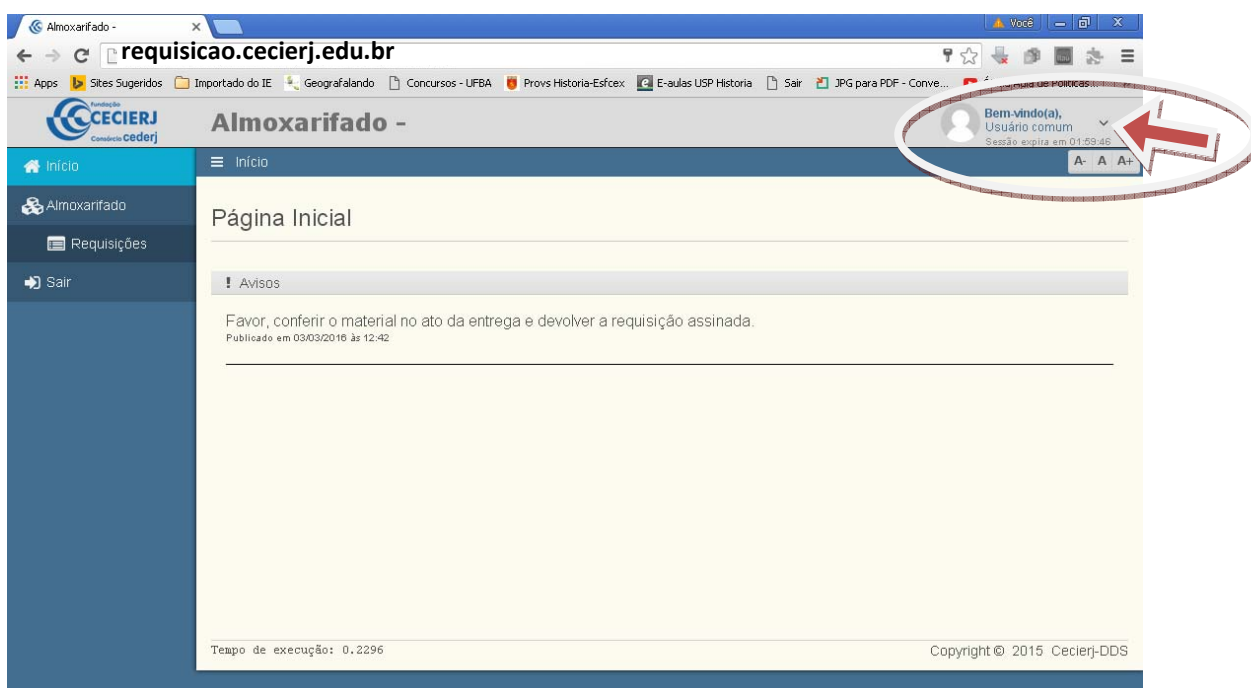 Almoxarifado -
Você
requisicao.cecierj.edu.br
Apps Sites Sugeridos Importado do IE Geografalando Concursos - UFBA Provs Historia-Esfcex E-aulas USP Historia Sair JPG para PDF - Conve...
Fundação
CECIERJ
Consórcio cederj
Almoxarifado -
Bem-vindo(a),
Usuário comum
Sessão expira em 01:59:46
Início
Início
A- A A+
Almoxarifado
Requisições
Sair
Página Inicial
! Avisos
Favor, conferir o material no ato da entrega e devolver a requisição assinada.
Publicado em 03/03/2016 às 12:42
Tempo de execução: 0.2296
Copyright © 2015 Cecierj-DDS